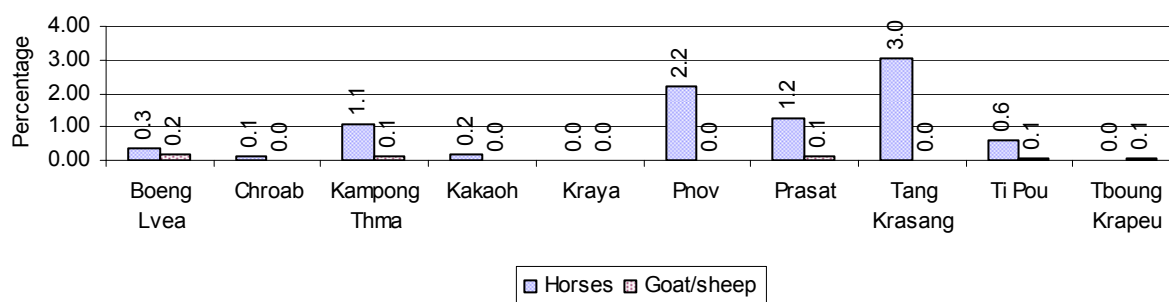 Percentage
4.00
3.00
2.00
1.00
0.00
0.3 0.2 0.1 0.0 1.1 0.1 0.2 0.0 0.0 0.0 2.2 0.0 1.2 0.1 3.0 0.0 0.6 0.1 0.0 0.1
Boeng Chroab Kampong Kakaoh Kraya Pnov Prasat Tang Ti Pou Tboung
Lvea Thma Krasang Krapeu
Horses Goat/sheep